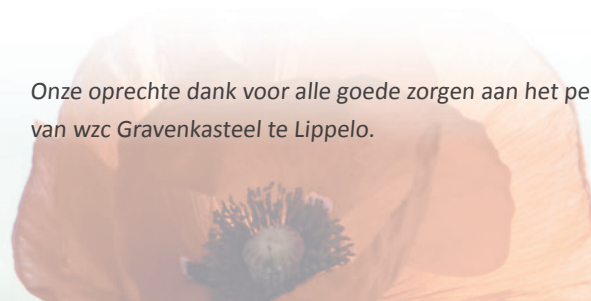 Onze oprechte dank voor alle goede zorgen aan het pe
van wzc Gravenkasteel te Lippelo.